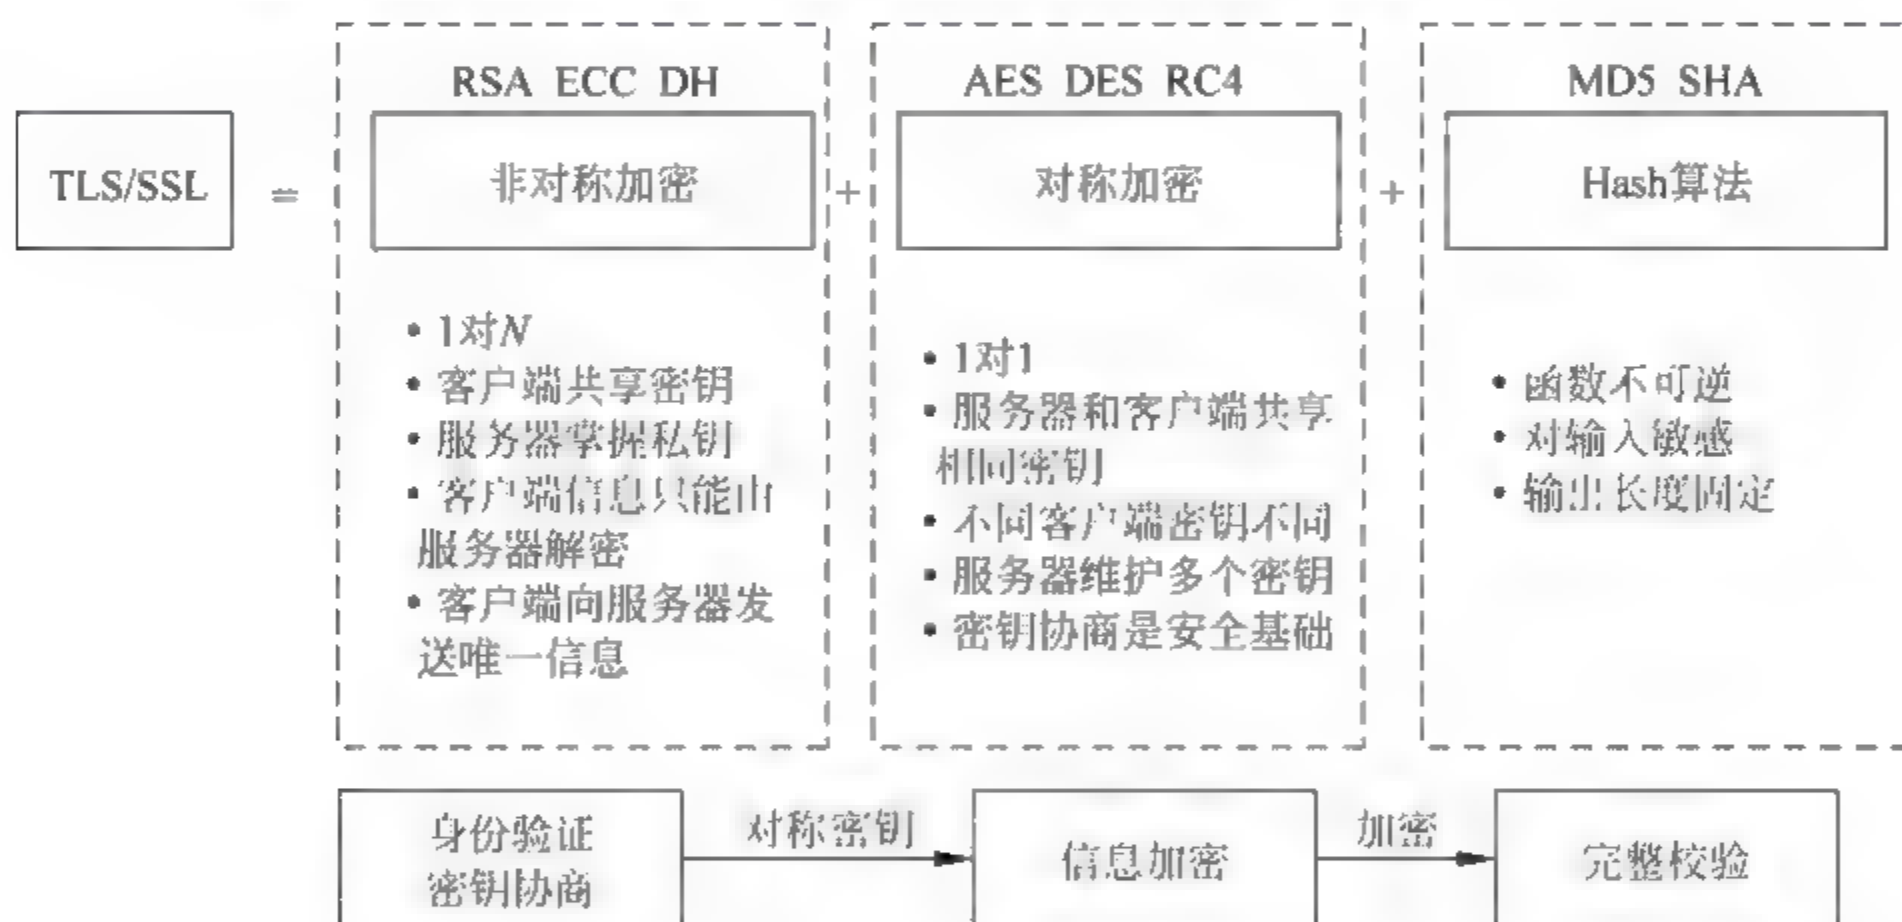 RSA ECC DH
AES DES RC4
MD5 SHA
TLS/SSL
=
非对称加密
+
对称加密
+
Hash算法
• 1对N
• 客户端共享密钥
• 服务器掌握私钥
• 客户端信息只能由
服务器解密
• 客户端向服务器发
送唯一信息
• 1对1
• 服务器和客户端共享
相同密钥
• 不同客户端密钥不同
• 服务器维护多个密钥
• 密钥协商是安全基础
• 函数不可逆
• 对输入敏感
• 输出长度固定
身份验证
密钥协商
对称密钥
信息加密
加密
完整校验